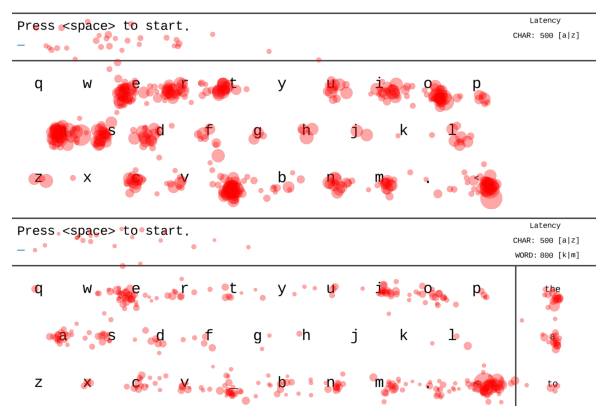 Press <space> to start.
_
Latency
CHAR: 500 [a|z]
q w e r t y u i o p
a s d f g h j k l
z x c v _ b n m . <
Press <space> to start.
_
Latency
CHAR: 500 [a|z]
WORD: 800 [k|m]
q w e r t y u i o p the
a s d f g h j k l a
z x c v _ b n m . < to